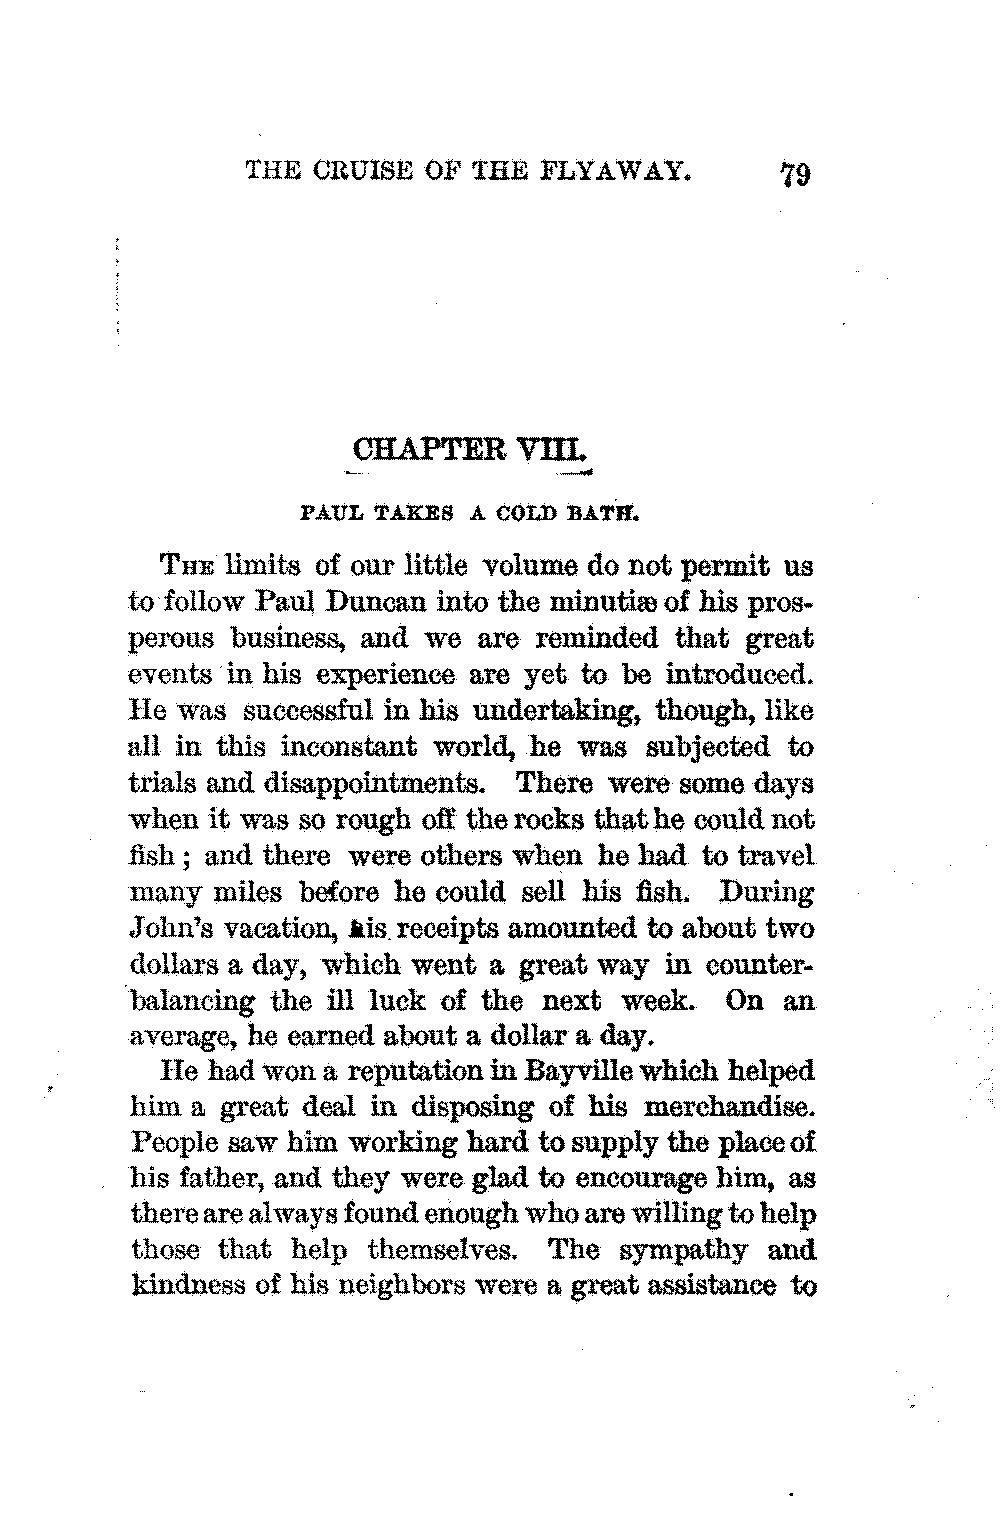 THE CRUISE OF THE FLYAWAY. 79
CHAPTER VIII.
PAUL TAKES A COLD BATH.
THE limits of our little volume do not permit us
to follow Paul Duncan into the minutiæ of his pros-
perous business, and we are reminded that great
events in his experience are yet to be introduced.
He was successful in his undertaking, though, like
all in this inconstant world, he was subjected to
trials and disappointments. There were some days
when it was so rough off the rocks that he could not
fish; and there were others when he had to travel
many miles before he could sell his fish. During
John's vacation, his receipts amounted to about two
dollars a day, which went a great way in counter-
balancing the ill luck of the next week. On an
average, he earned about a dollar a day.
He had won a reputation in Bayville which helped
him a great deal in disposing of his merchandise.
People saw him working hard to supply the place of
his father, and they were glad to encourage him, as
there are always found enough who are willing to help
those that help themselves. The sympathy and
kindness of his neighbors were a great assistance to